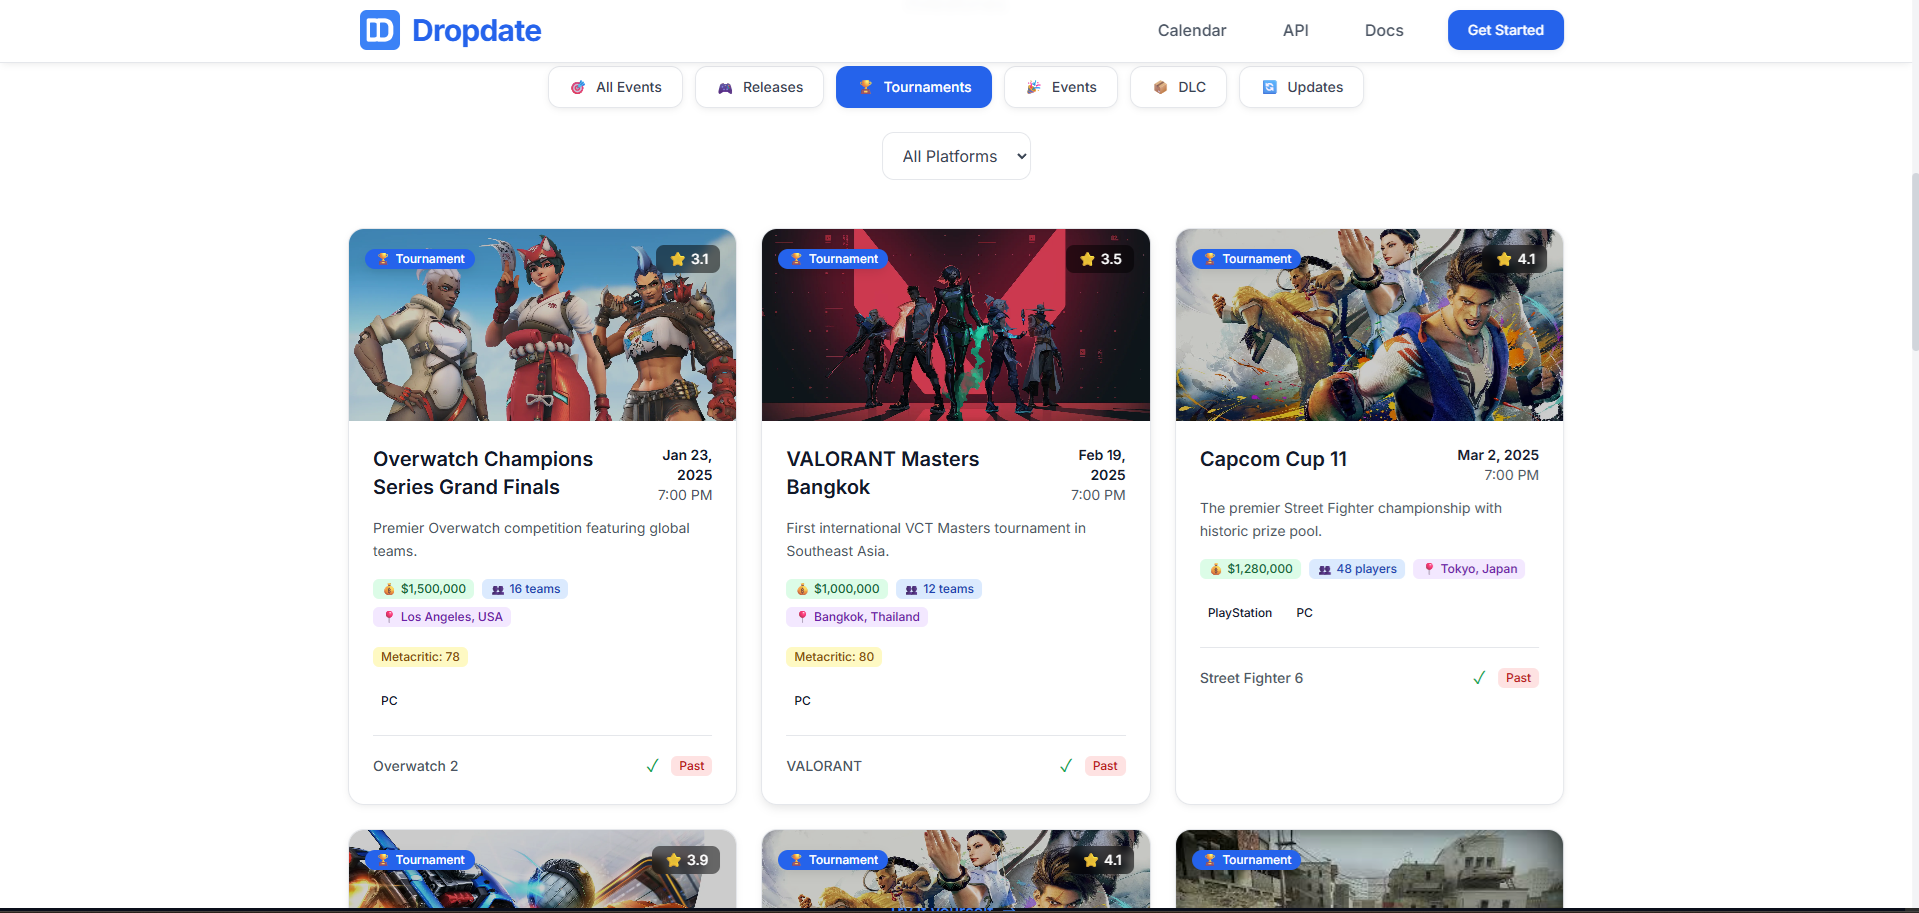 Dropdate
Calendar
API
Docs
Get Started
All Events
Releases
Tournaments
Events
DLC
Updates
All Platforms
Tournament
3.1
Overwatch Champions
Series Grand Finals
Jan 23,
2025
7:00 PM
Premier Overwatch competition featuring global
teams.
$1,500,000
16 teams
Los Angeles, USA
Metacritic: 78
PC
Overwatch 2
✓
Past
Tournament
3.5
VALORANT Masters
Bangkok
Feb 19,
2025
7:00 PM
First international VCT Masters tournament in
Southeast Asia.
$1,000,000
12 teams
Bangkok, Thailand
Metacritic: 80
PC
VALORANT
✓
Past
Tournament
4.1
Capcom Cup 11
Mar 2, 2025
7:00 PM
The premier Street Fighter championship with
historic prize pool.
$1,280,000
48 players
Tokyo, Japan
PlayStation
PC
Street Fighter 6
✓
Past
Tournament
3.9
Tournament
4.1
Tournament